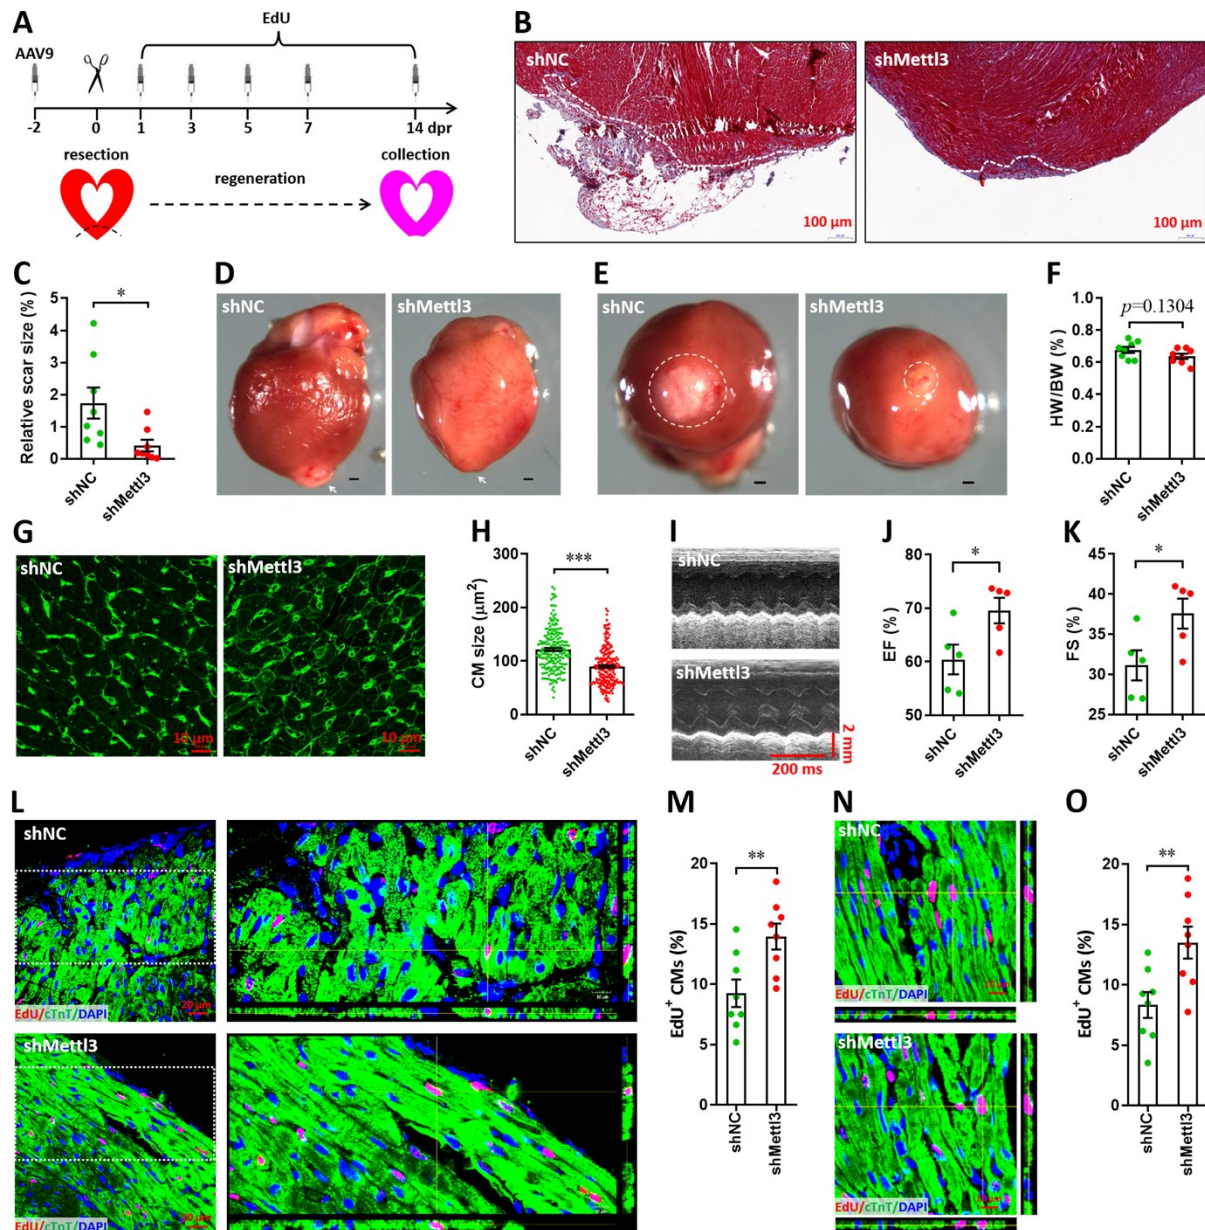 A
EdU
AAV9
-2 0 1 3 5 7 14 dpr
resection
regeneration
collection
B
shNC
100 µm
shMettl3
100 µm
C
Relative scar size (%)
5
4
3
2
1
0
*
shNC
shMettl3
D
shNC
shMettl3
E
shNC
shMettl3
F
HW/BW (%)
1.0
0.8
0.6
0.4
0.2
0.0
p=0.1304
shNC
shMettl3
G
shNC
10 µm
shMettl3
10 µm
H
CM size (µm²)
300
200
100
0
***
shNC
shMettl3
I
shNC
shMettl3
200 ms
2 mm
J
EF (%)
80
70
60
50
*
shNC
shMettl3
K
FS (%)
45
40
35
30
25
*
shNC
shMettl3
L
shNC
EdU/cTnT/DAPI
20 µm
shMettl3
EdU/cTnT/DAPI
M
EdU⁺ CMs (%)
20
15
10
5
0
**
shNC
shMettl3
N
shNC
EdU/cTnT/DAPI
shMettl3
EdU/cTnT/DAPI
O
EdU⁺ CMs (%)
20
15
10
5
0
**
shNC
shMettl3